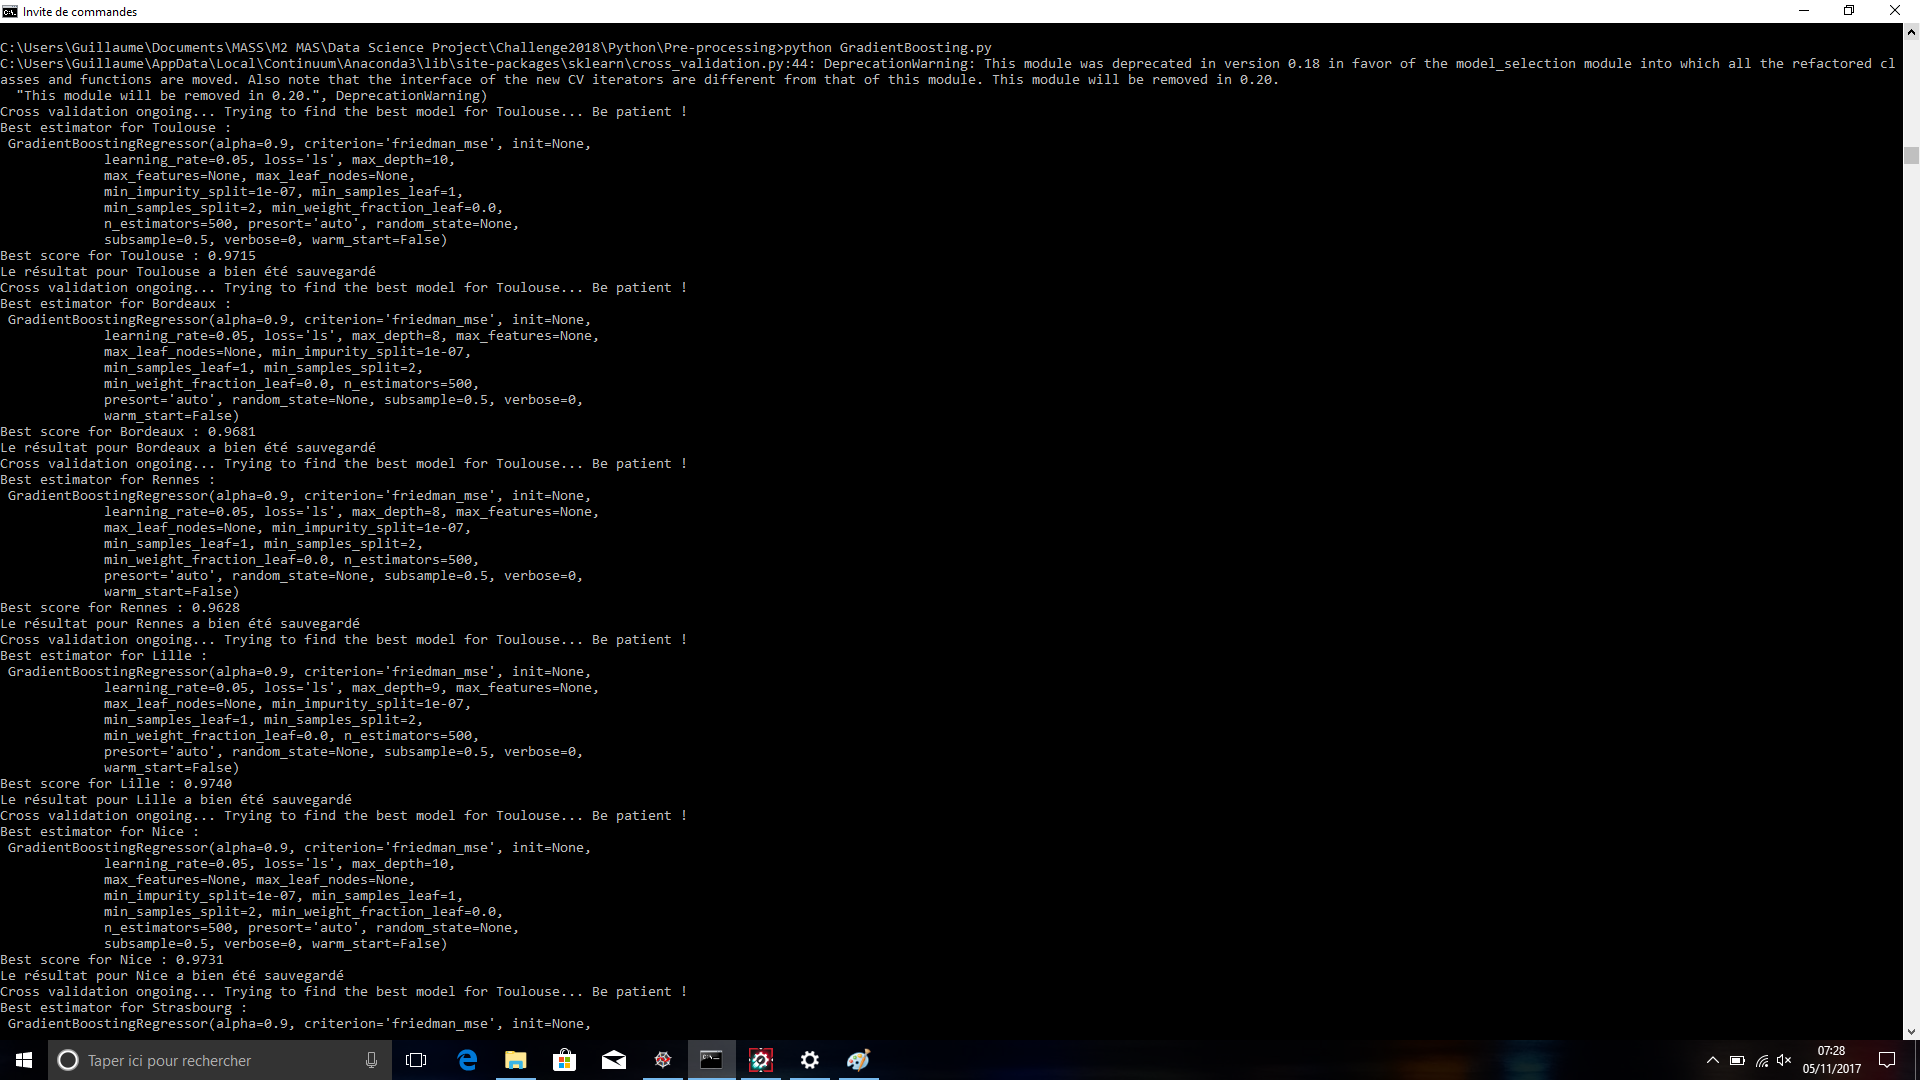 Invite de commandes
C:\Users\Guillaume\Documents\MASS\M2 MAS\Data Science Project\Challenge2018\Python\Pre-processing>python GradientBoosting.py
C:\Users\Guillaume\AppData\Local\Continuum\Anaconda3\lib\site-packages\sklearn\cross_validation.py:44: DeprecationWarning: This module was deprecated in version 0.18 in favor of the model_selection module into which all the refactored cl
asses and functions are moved. Also note that the interface of the new CV iterators are different from that of this module. This module will be removed in 0.20.
  "This module will be removed in 0.20.", DeprecationWarning)
Cross validation ongoing... Trying to find the best model for Toulouse... Be patient !
Best estimator for Toulouse :
 GradientBoostingRegressor(alpha=0.9, criterion='friedman_mse', init=None,
             learning_rate=0.05, loss='ls', max_depth=10,
             max_features=None, max_leaf_nodes=None,
             min_impurity_split=1e-07, min_samples_leaf=1,
             min_samples_split=2, min_weight_fraction_leaf=0.0,
             n_estimators=500, presort='auto', random_state=None,
             subsample=0.5, verbose=0, warm_start=False)
Best score for Toulouse : 0.9715
Le résultat pour Toulouse a bien été sauvegardé
Cross validation ongoing... Trying to find the best model for Toulouse... Be patient !
Best estimator for Bordeaux :
 GradientBoostingRegressor(alpha=0.9, criterion='friedman_mse', init=None,
             learning_rate=0.05, loss='ls', max_depth=8, max_features=None,
             max_leaf_nodes=None, min_impurity_split=1e-07,
             min_samples_leaf=1, min_samples_split=2,
             min_weight_fraction_leaf=0.0, n_estimators=500,
             presort='auto', random_state=None, subsample=0.5, verbose=0,
             warm_start=False)
Best score for Bordeaux : 0.9681
Le résultat pour Bordeaux a bien été sauvegardé
Cross validation ongoing... Trying to find the best model for Toulouse... Be patient !
Best estimator for Rennes :
 GradientBoostingRegressor(alpha=0.9, criterion='friedman_mse', init=None,
             learning_rate=0.05, loss='ls', max_depth=8, max_features=None,
             max_leaf_nodes=None, min_impurity_split=1e-07,
             min_samples_leaf=1, min_samples_split=2,
             min_weight_fraction_leaf=0.0, n_estimators=500,
             presort='auto', random_state=None, subsample=0.5, verbose=0,
             warm_start=False)
Best score for Rennes : 0.9628
Le résultat pour Rennes a bien été sauvegardé
Cross validation ongoing... Trying to find the best model for Toulouse... Be patient !
Best estimator for Lille :
 GradientBoostingRegressor(alpha=0.9, criterion='friedman_mse', init=None,
             learning_rate=0.05, loss='ls', max_depth=9, max_features=None,
             max_leaf_nodes=None, min_impurity_split=1e-07,
             min_samples_leaf=1, min_samples_split=2,
             min_weight_fraction_leaf=0.0, n_estimators=500,
             presort='auto', random_state=None, subsample=0.5, verbose=0,
             warm_start=False)
Best score for Lille : 0.9740
Le résultat pour Lille a bien été sauvegardé
Cross validation ongoing... Trying to find the best model for Toulouse... Be patient !
Best estimator for Nice :
 GradientBoostingRegressor(alpha=0.9, criterion='friedman_mse', init=None,
             learning_rate=0.05, loss='ls', max_depth=10,
             max_features=None, max_leaf_nodes=None,
             min_impurity_split=1e-07, min_samples_leaf=1,
             min_samples_split=2, min_weight_fraction_leaf=0.0,
             n_estimators=500, presort='auto', random_state=None,
             subsample=0.5, verbose=0, warm_start=False)
Best score for Nice : 0.9731
Le résultat pour Nice a bien été sauvegardé
Cross validation ongoing... Trying to find the best model for Toulouse... Be patient !
Best estimator for Strasbourg :
 GradientBoostingRegressor(alpha=0.9, criterion='friedman_mse', init=None,
Taper ici pour rechercher
07:28
05/11/2017